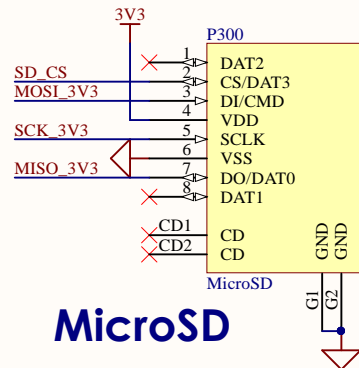 3V3
P300
1 DAT2
SD_CS 2 CS/DAT3
MOSI_3V3 3 DI/CMD
4 VDD
SCK_3V3 5 SCLK
6 VSS
MISO_3V3 7 DO/DAT0
8 DAT1
CD1 CD
CD2 CD
GND GND
G1 G2
MicroSD
MicroSD